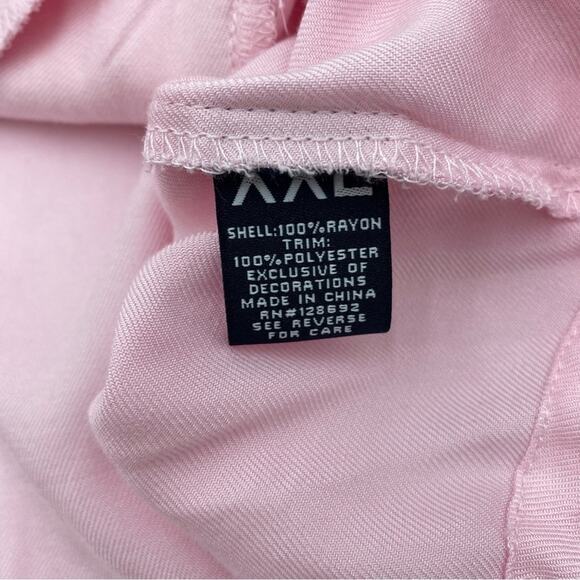 XXL
SHELL:100%RAYON
TRIM:
100%POLYESTER
EXCLUSIVE OF
DECORATIONS
MADE IN CHINA
RN#128692
SEE REVERSE
FOR CARE